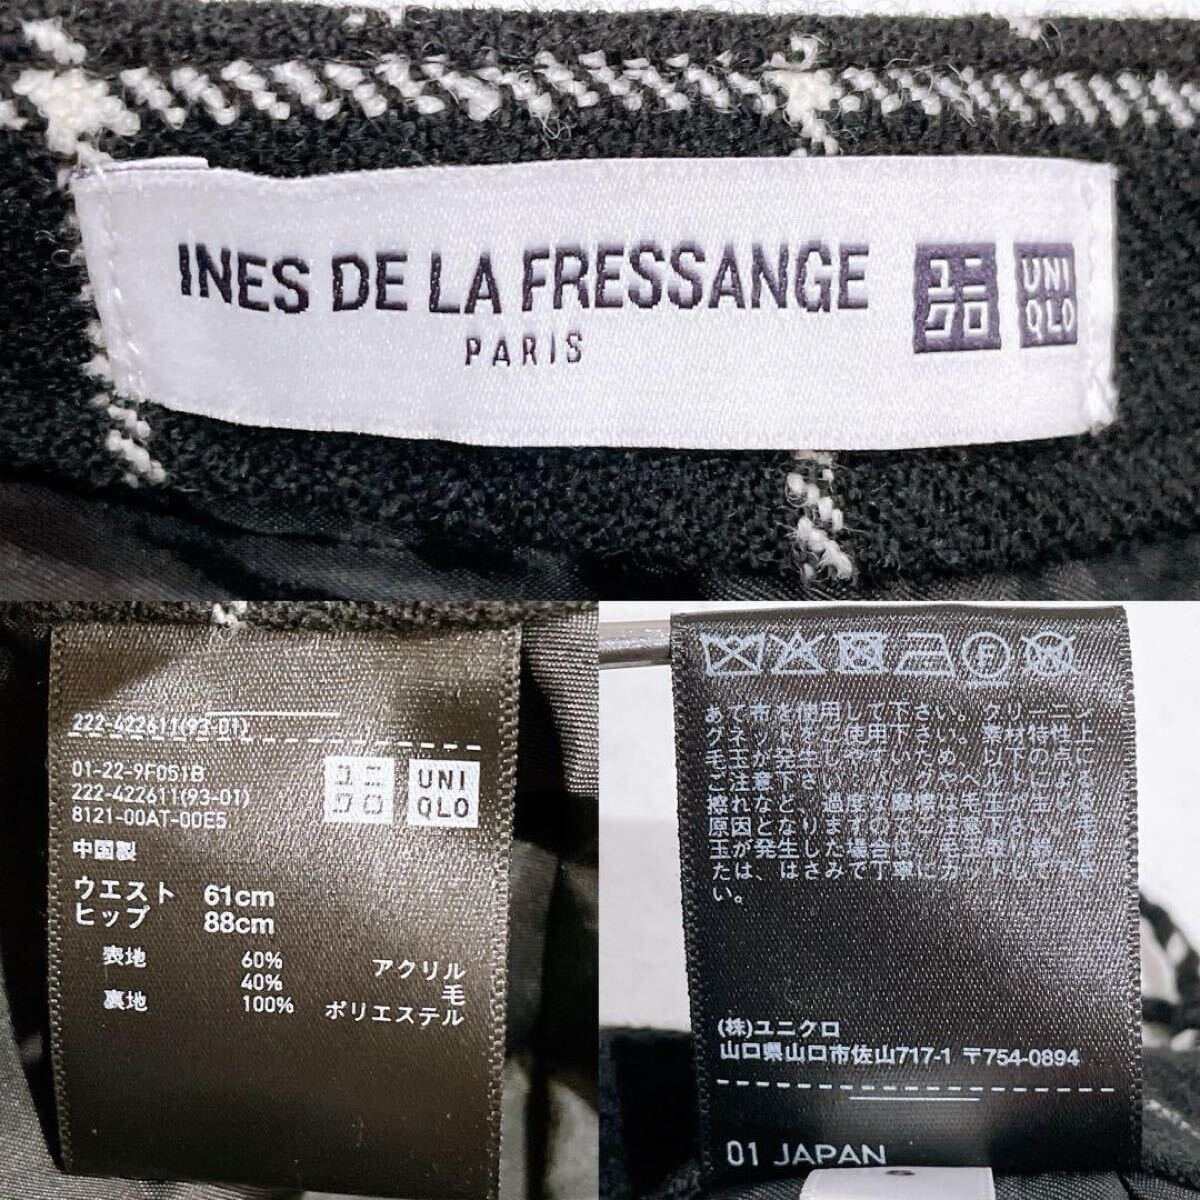 INES DE LA FRESSANGE
PARIS
ユニ
クロ
UNI
QLO
222-422611(93-01)
01-22-9F051B
222-422611(93-01)
8121-00AT-00E5
中国製
ユニ
クロ
UNI
QLO
ウエスト 61cm
ヒップ 88cm
表地 60% アクリル
40% 毛
裏地 100% ポリエステル
F
W
あて布を使用して下さい。クリーニン
グネットをご使用下さい。素材特性上、
毛玉が発生しやすいため、以下の点に
ご注意下さい。バッグやベルトによる
擦れなど、過度な摩擦は毛玉が生じる
原因となりますのでご注意下さい。毛
玉が発生した場合は、毛玉取り機、ま
たは、はさみで丁寧にカットして下さ
い。
(株)ユニクロ
山口県山口市佐山717-1 〒754-0894
01 JAPAN